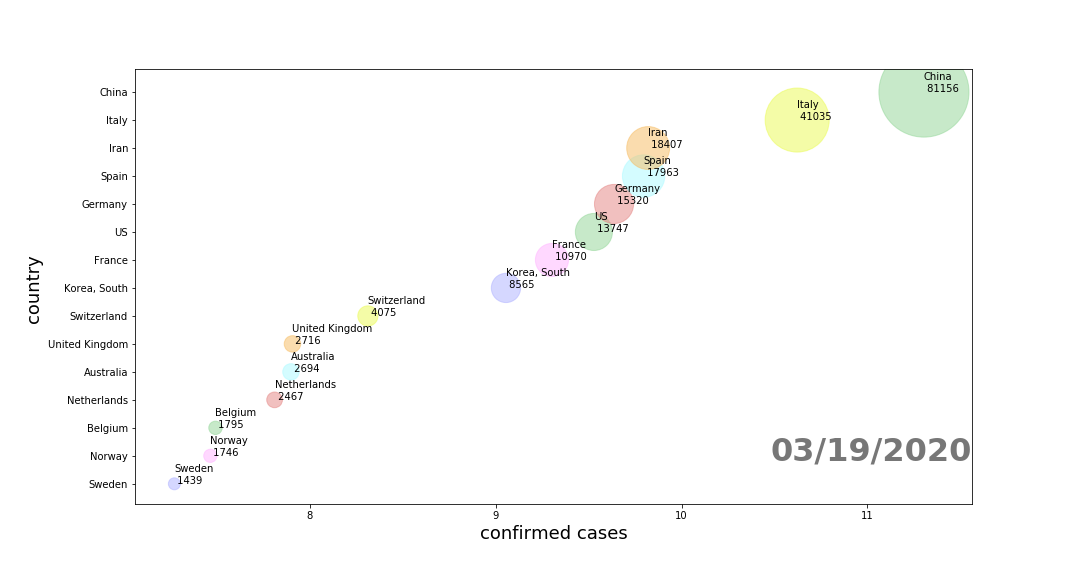 China
Italy
Iran
Spain
Germany
US
France
Korea, South
Switzerland
United Kingdom
Australia
Netherlands
Belgium
Norway
Sweden
country
China
81156
Italy
41035
Iran
18407
Spain
17963
Germany
15320
US
13747
France
10970
Korea, South
8565
Switzerland
4075
United Kingdom
2716
Australia
2694
Netherlands
2467
Belgium
1795
Norway
1746
Sweden
1439
03/19/2020
8 9 10 11
confirmed cases